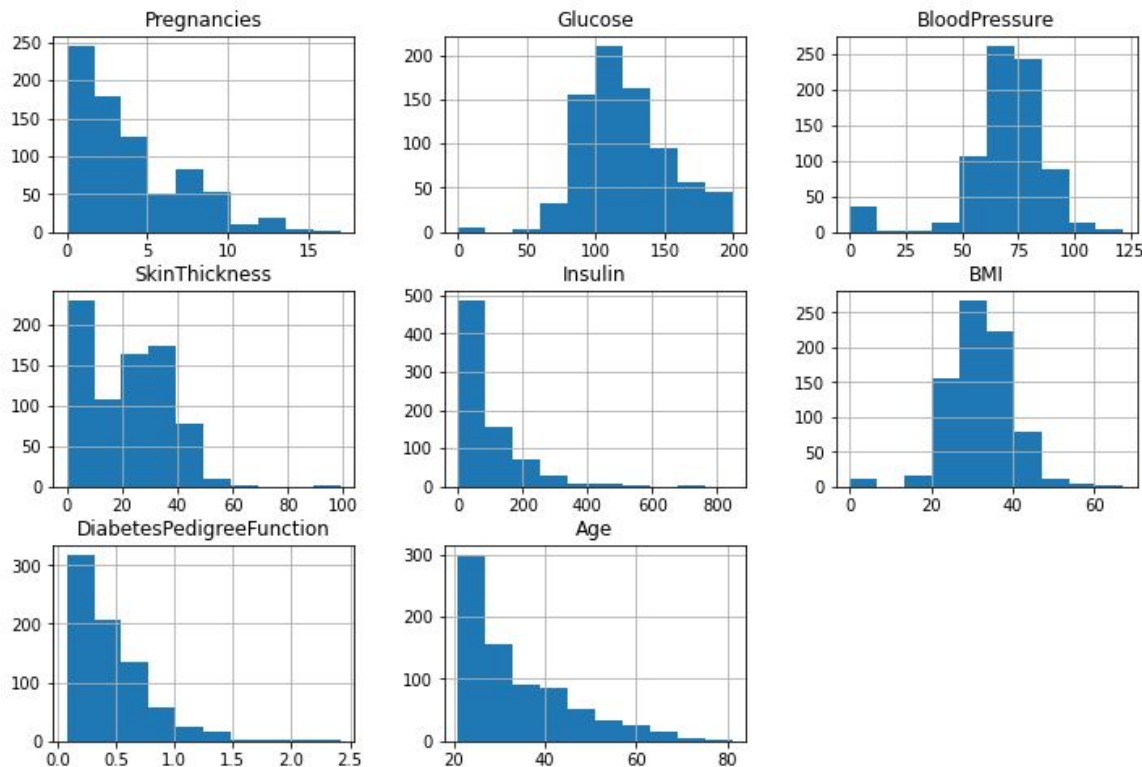 Pregnancies
250
200
150
100
50
0
0 5 10 15
Glucose
200
150
100
50
0
0 50 100 150 200
BloodPressure
250
200
150
100
50
0
0 25 50 75 100 125
SkinThickness
200
150
100
50
0
0 20 40 60 80 100
Insulin
500
400
300
200
100
0
0 200 400 600 800
BMI
250
200
150
100
50
0
0 20 40 60
DiabetesPedigreeFunction
300
200
100
0
0.0 0.5 1.0 1.5 2.0 2.5
Age
300
200
100
0
20 40 60 80